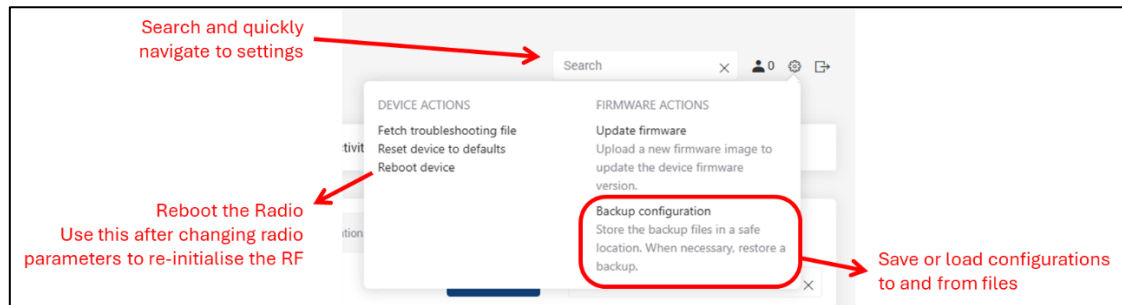 Search and quickly
navigate to settings
Search
0
DEVICE ACTIONS
Fetch troubleshooting file
Reset device to defaults
Reboot device
FIRMWARE ACTIONS
Update firmware
Upload a new firmware image to
update the device firmware
version.
Backup configuration
Store the backup files in a safe
location. When necessary, restore a
backup.
tivit
ation
Reboot the Radio
Use this after changing radio
parameters to re-initialise the RF
Save or load configurations
to and from files